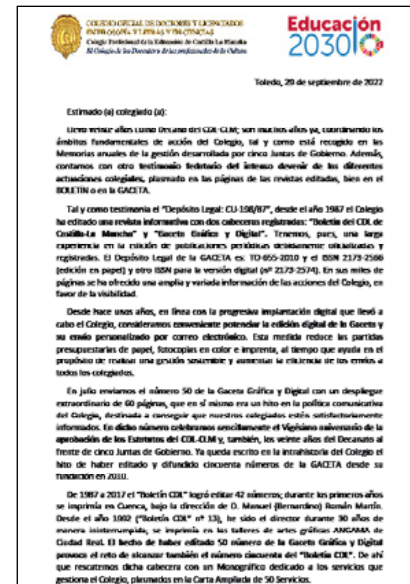 COLEGIO OFICIAL DE DOCTORES Y LICENCIADOS
EN FILOSOFÍA Y LETRAS Y EN CIENCIAS
Colegio Profesional de la Educación de Castilla-La Mancha
El Colegio de los Docentes y de los profesionales de la Cultura
Educación
2030
Toledo, 29 de septiembre de 2022
Estimado (a) colegiado (a):
Llevo veinte años como Decano del CDL-CLM; son muchos años ya, coordinando los
ámbitos fundamentales de acción del Colegio, tal y como está recogido en las
Memorias anuales de la gestión desarrollada por cinco Juntas de Gobierno. Además,
contamos con otro testimonio fedatario del intenso devenir de las diferentes
actuaciones colegiales, plasmado en las páginas de las revistas editadas, bien en el
BOLETÍN o en la GACETA.
Tal y como testimonia el "Depósito Legal: CU-198/87", desde el año 1987 el Colegio
ha editado una revista informativa con dos cabeceras registradas: "Boletín del CDL de
Castilla-La Mancha" y "Gaceta Gráfica y Digital". Tenemos, pues, una larga
experiencia en la edición de publicaciones periódicas debidamente oficializadas y
registradas. El Depósito Legal de la GACETA es: TO-655-2010 y el ISSN 2173-2566
(edición en papel) y otro ISSN para la versión digital (nº 2173-2574). En sus miles de
páginas se ha ofrecido una amplia y variada información de las acciones del Colegio, en
favor de la visibilidad.
Desde hace unos años, en línea con la progresiva implantación digital que llevó a
cabo el Colegio, consideramos conveniente potenciar la edición digital de la Gaceta y
su envío personalizado por correo electrónico. Esta medida reduce las partidas
presupuestarias de papel, fotocopias en color e imprenta, al tiempo que ayuda en el
propósito de realizar una gestión sostenible y aumentar la eficiencia de los envíos a
todos los colegiados.
En julio enviamos el número 50 de la Gaceta Gráfica y Digital con un despliegue
extraordinario de 60 páginas, que en sí mismo era un hito en la política comunicativa
del Colegio, destinada a conseguir que nuestros colegiados estén satisfactoriamente
informados. En dicho número celebramos sencillamente el Vigésimo aniversario de la
aprobación de los Estatutos del CDL-CLM y, también, los veinte años del Decanato al
frente de cinco Juntas de Gobierno. Ya queda escrito en la intrahistoria del Colegio el
hito de haber editado y difundido cincuenta números de la GACETA desde su
fundación en 2010.
De 1987 a 2017 el "Boletín CDL" logró editar 42 números; durante los primeros años
se imprimía en Cuenca, bajo la dirección de D. Manuel (Bernardino) Román Martín.
Desde el año 1992 ("Boletín CDL" nº 13), he sido el director durante 30 años de
manera ininterrumpida, se imprimía en los talleres de artes gráficas ANGAMA de
Ciudad Real. El hecho de haber editado 50 número de la Gaceta Gráfica y Digital
provoca el reto de alcanzar también el número cincuenta del "Boletín CDL". De ahí
que rescatemos dicha cabecera con un Monográfico dedicado a los servicios que
gestiona el Colegio, plasmados en la Carta Ampliada de 50 Servicios.